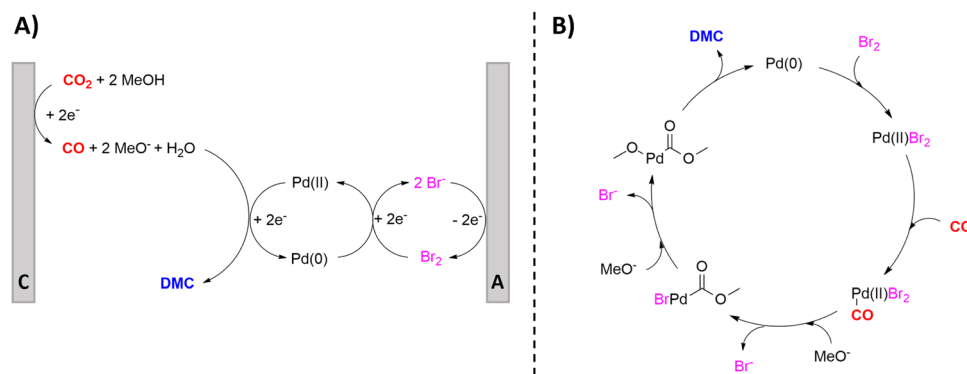 A)
CO₂ + 2 MeOH
+ 2e⁻
CO + 2 MeO⁻ + H₂O
Pd(II)
2 Br⁻
+ 2e⁻
+ 2e⁻
- 2e⁻
Pd(0)
Br₂
DMC
C
A
B)
DMC
Br₂
Pd(0)
Pd(II)Br₂
CO
Pd(II)Br₂
CO
MeO⁻
Br⁻
BrPd
O
O
MeO⁻
Br⁻
O
O
Pd
O